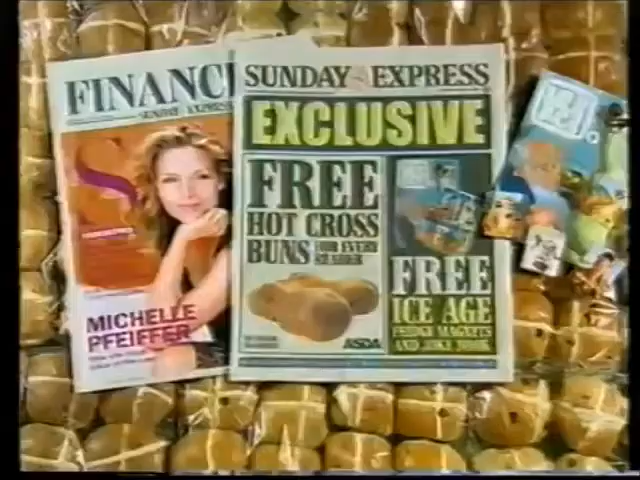 FINANCE
SUNDAY EXPRESS
S
MICHELLE
PFEIFFER
SUNDAY EXPRESS
EXCLUSIVE
FREE
HOT CROSS
BUNS FOR EVERY
READER
ASDA
FREE
ICE AGE
FRIDGE MAGNETS
AND JOKE BOOK